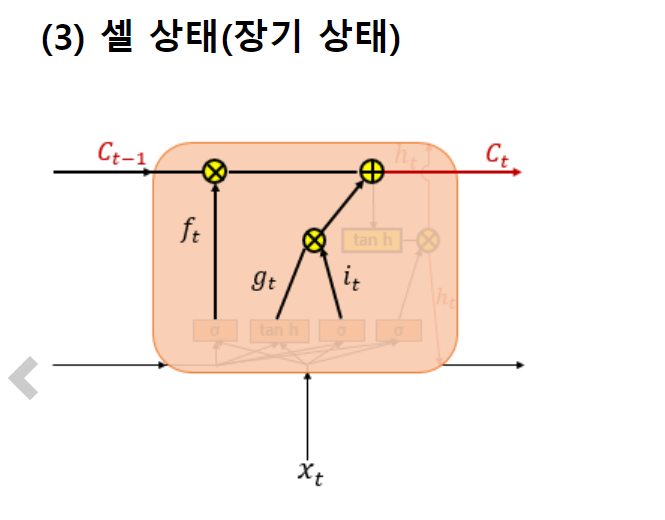 (3) 셀 상태(장기 상태)
C_{t-1}
h_t
C_t
f_t
tan h
g_t
i_t
h_t
σ
tan h
σ
σ
x_t